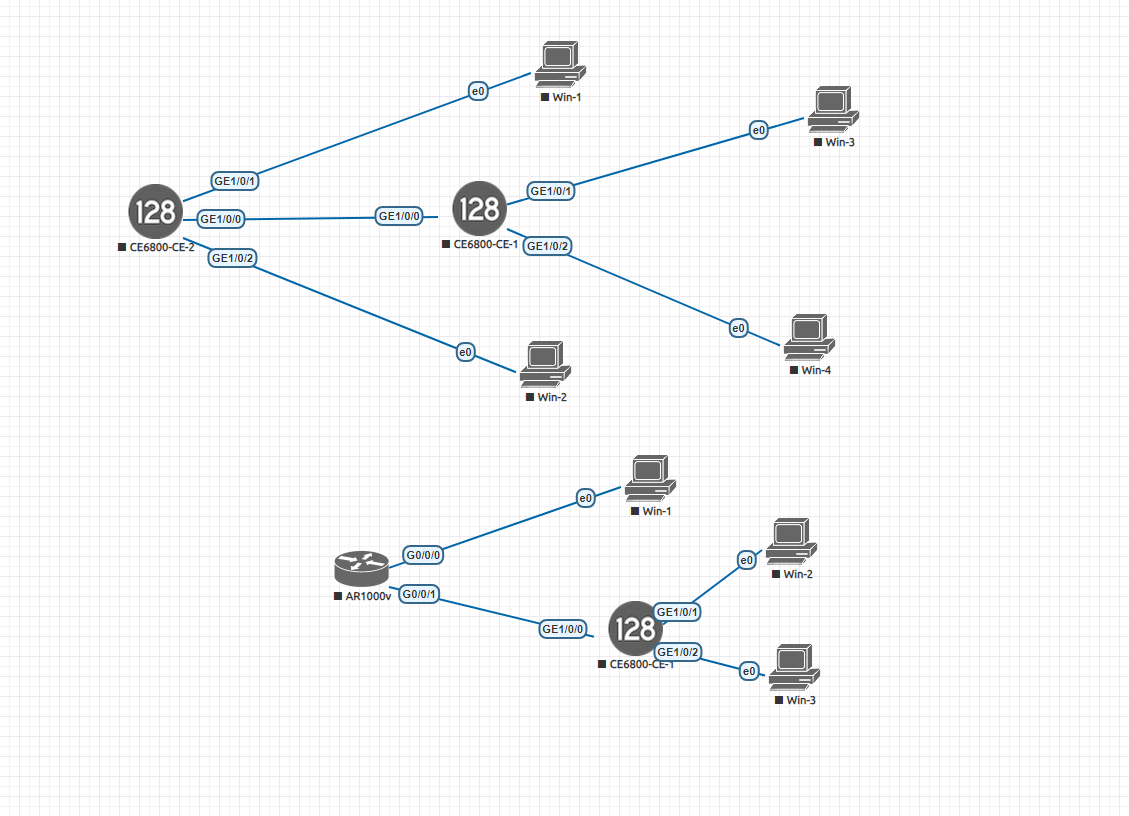 e0
Win-1
e0
Win-3
GE1/0/1
GE1/0/1
128
GE1/0/0
GE1/0/0
128
CE6800-CE-2
CE6800-CE-1
GE1/0/2
GE1/0/2
e0
e0
Win-4
Win-2
e0
Win-1
G0/0/0
e0
Win-2
AR1000v
G0/0/1
GE1/0/1
GE1/0/0
128
GE1/0/2
CE6800-CE-1
e0
Win-3